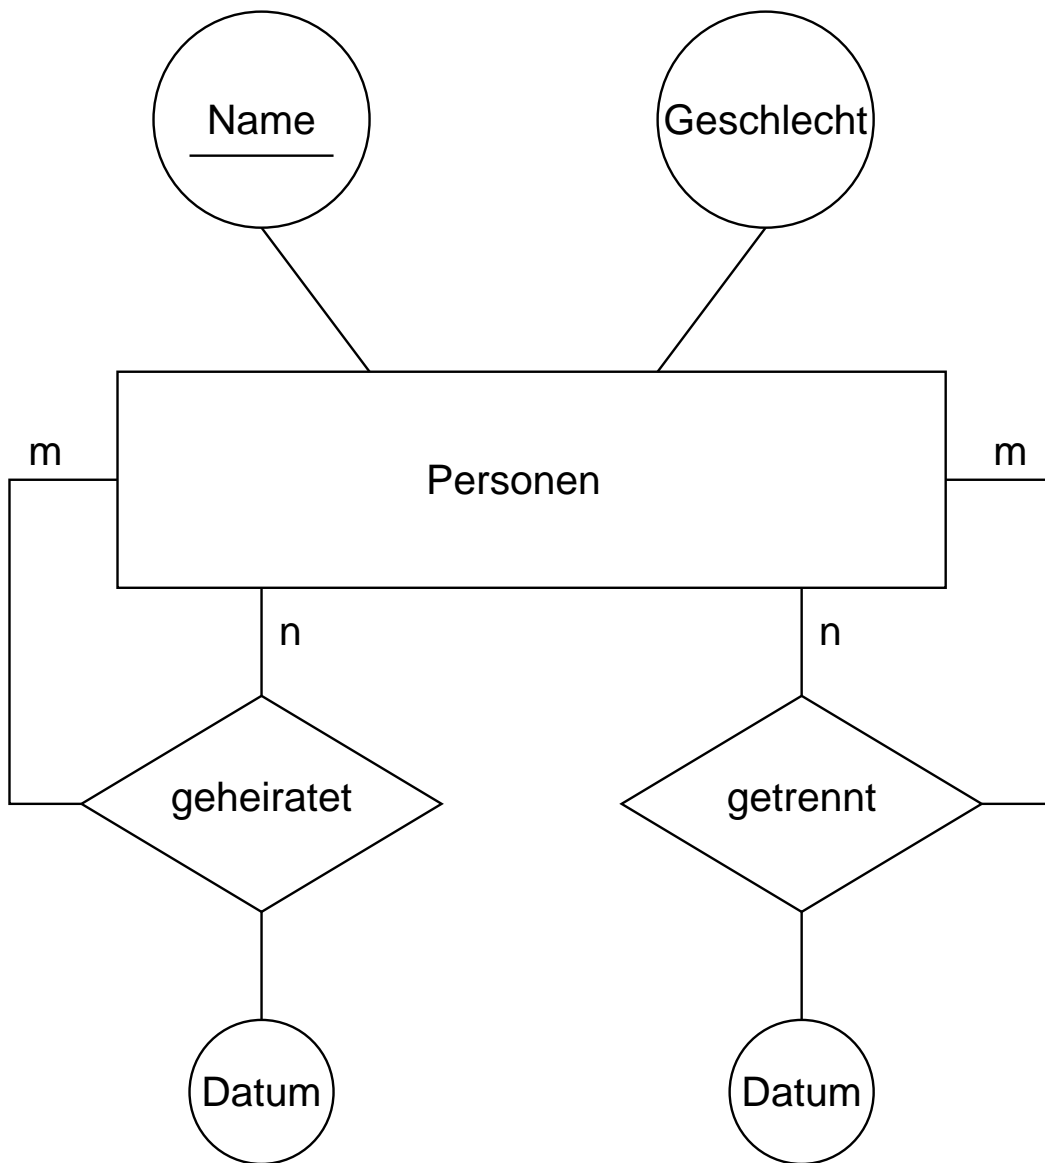 Name
Geschlecht
m
Personen
m
n
n
geheiratet
getrennt
Datum
Datum